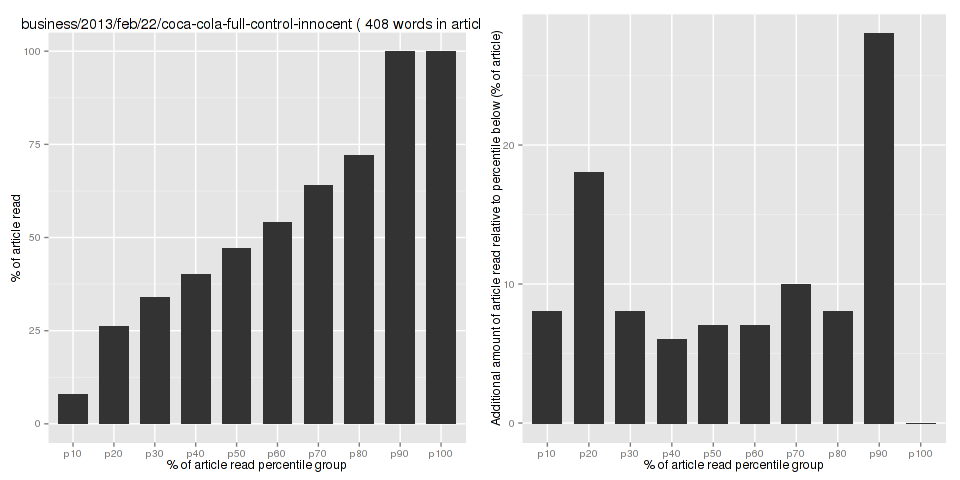 business/2013/feb/22/coca-cola-full-control-innocent ( 408 words in articl
% of article read
100
75
50
25
0
p10 p20 p30 p40 p50 p60 p70 p80 p90 p100
% of article read percentile group
Additional amount of article read relative to percentile below (% of article)
20
10
0
p10 p20 p30 p40 p50 p60 p70 p80 p90 p100
% of article read percentile group